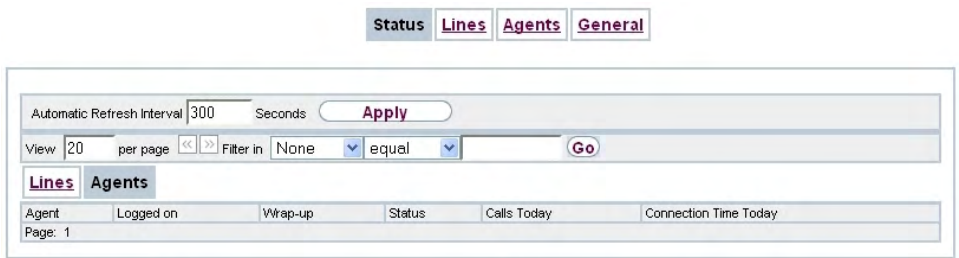 Status Lines Agents General
Automatic Refresh Interval 300 Seconds Apply
View 20 per page << >> Filter in None equal Go
Lines Agents
Agent Logged on Wrap-up Status Calls Today Connection Time Today
Page: 1